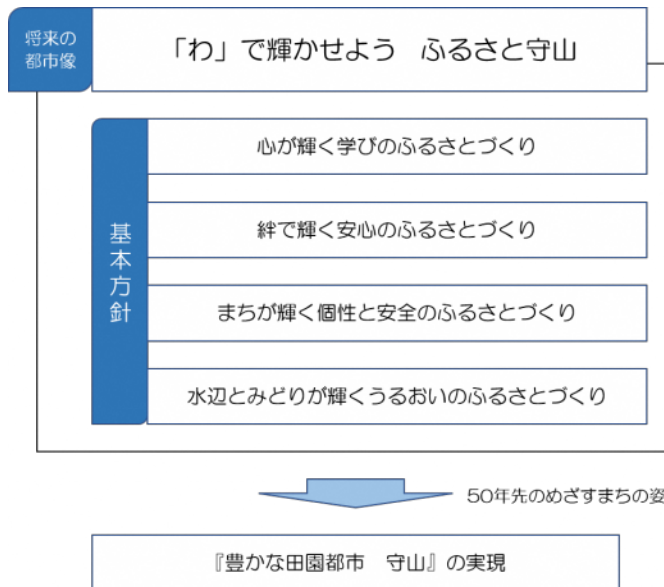 将来の
都市像
「わ」で輝かせよう　ふるさと守山
基本方針
心が輝く学びのふるさとづくり
絆で輝く安心のふるさとづくり
まちが輝く個性と安全のふるさとづくり
水辺とみどりが輝くうるおいのふるさとづくり
50年先のめざすまちの姿
『豊かな田園都市　守山』の実現